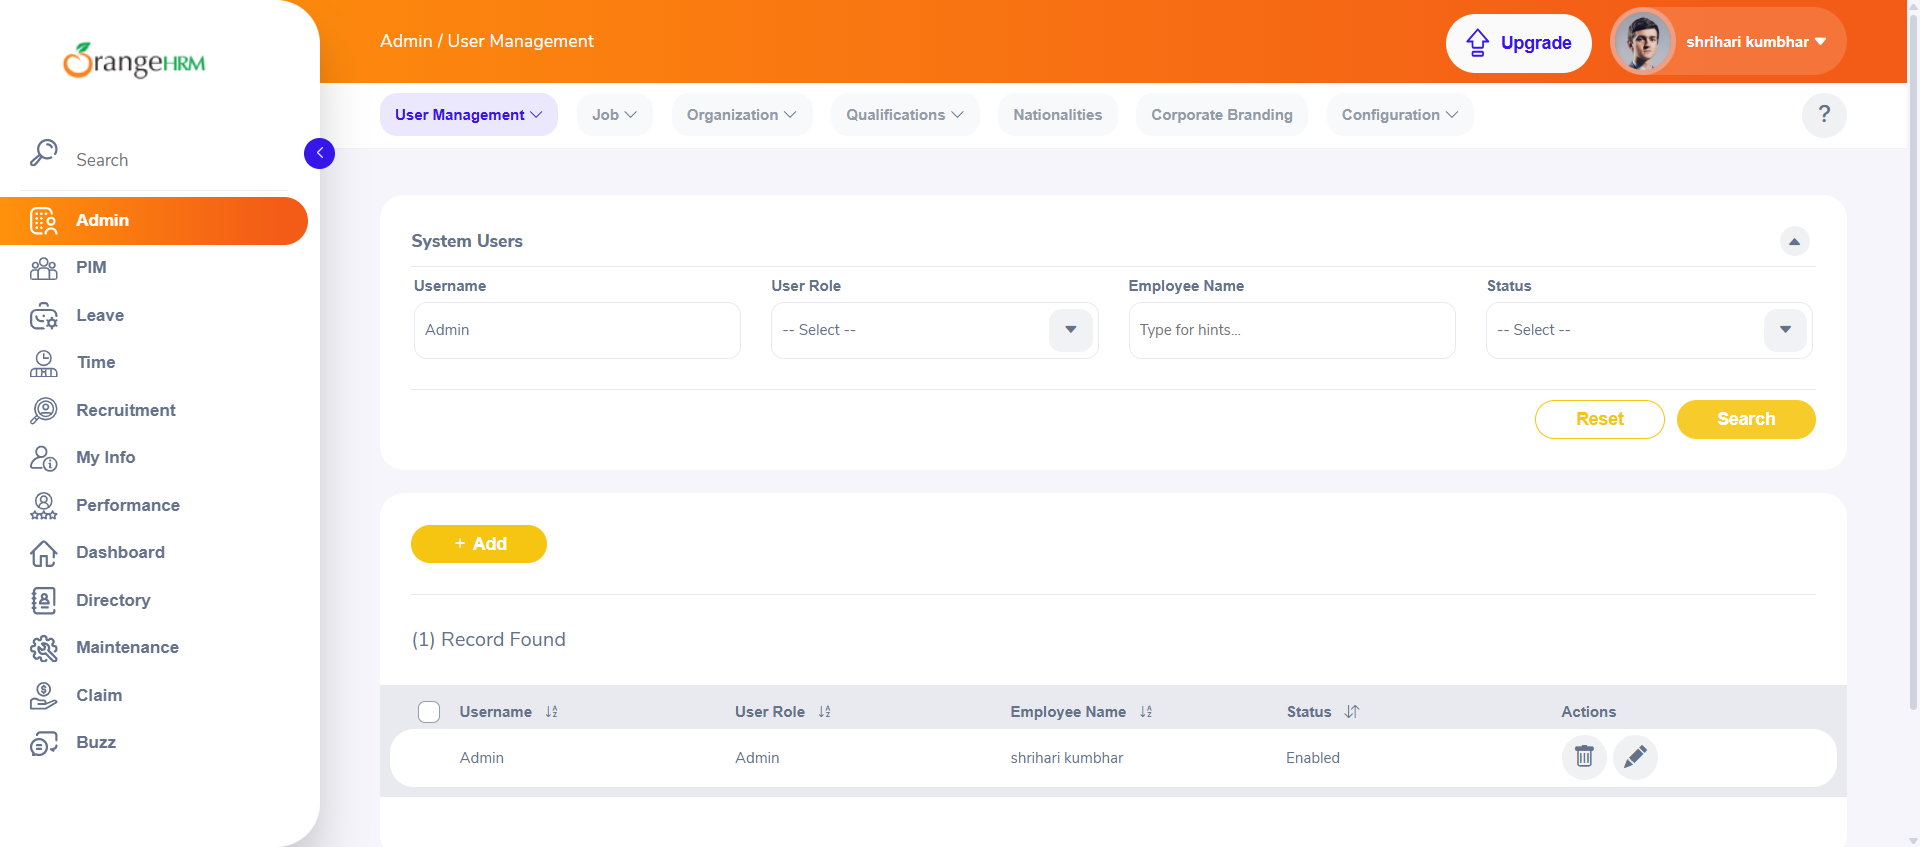 OrangeHRM
Search
Admin
PIM
Leave
Time
Recruitment
My Info
Performance
Dashboard
Directory
Maintenance
Claim
Buzz
Admin / User Management
Upgrade
shrihari kumbhar
User Management
Job
Organization
Qualifications
Nationalities
Corporate Branding
Configuration
?
System Users
Username
User Role
Employee Name
Status
Admin
-- Select --
Type for hints...
-- Select --
Reset
Search
+ Add
(1) Record Found
Username
User Role
Employee Name
Status
Actions
Admin
Admin
shrihari kumbhar
Enabled